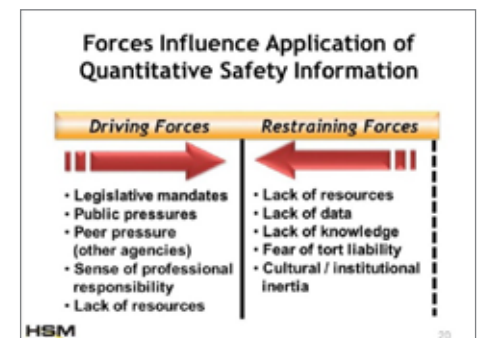 Forces Influence Application of
Quantitative Safety Information
Driving Forces
Restraining Forces
• Legislative mandates
• Public pressures
• Peer pressure
(other agencies)
• Sense of professional
responsibility
• Lack of resources
• Lack of resources
• Lack of data
• Lack of knowledge
• Fear of tort liability
• Cultural / institutional
inertia
HSM
20